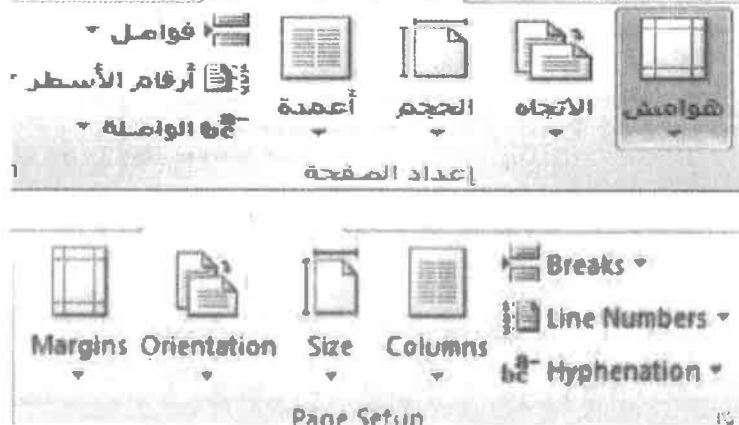 هوامش الاتجاه الحجم أعمدة
فواصل
أرقام الأسطر
الواصلة
إعداد الصفحة
Margins Orientation Size Columns
Breaks
Line Numbers
Hyphenation
Page Setup